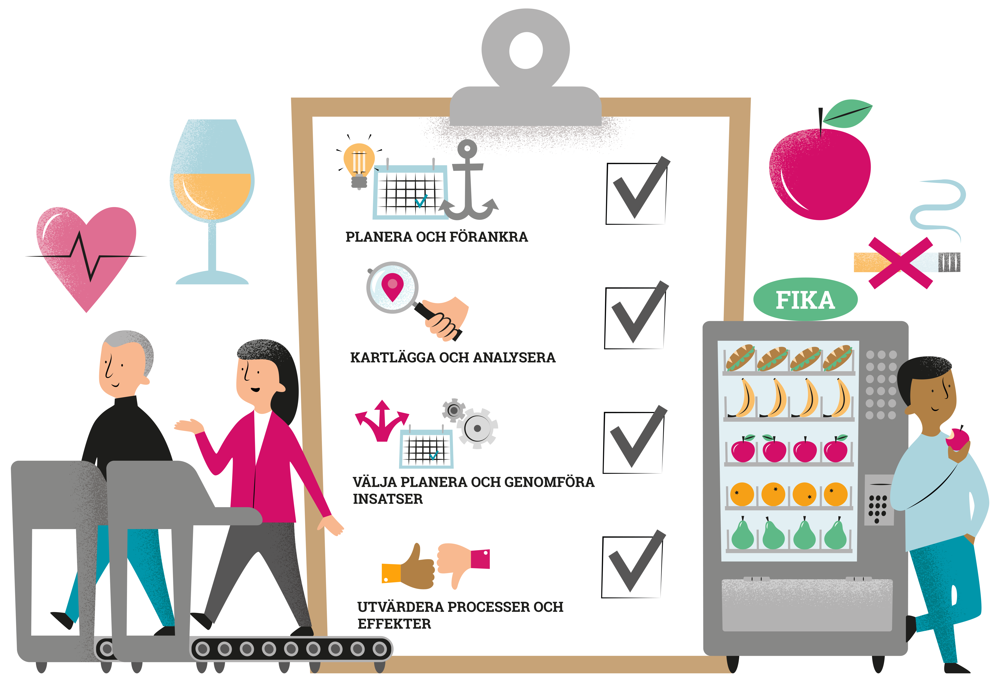 PLANERA OCH FÖRANKRA
KARTLÄGGA OCH ANALYSERA
VÄLJA PLANERA OCH GENOMFÖRA
INSATSER
UTVÄRDERA PROCESSER OCH
EFFEKTER
FIKA